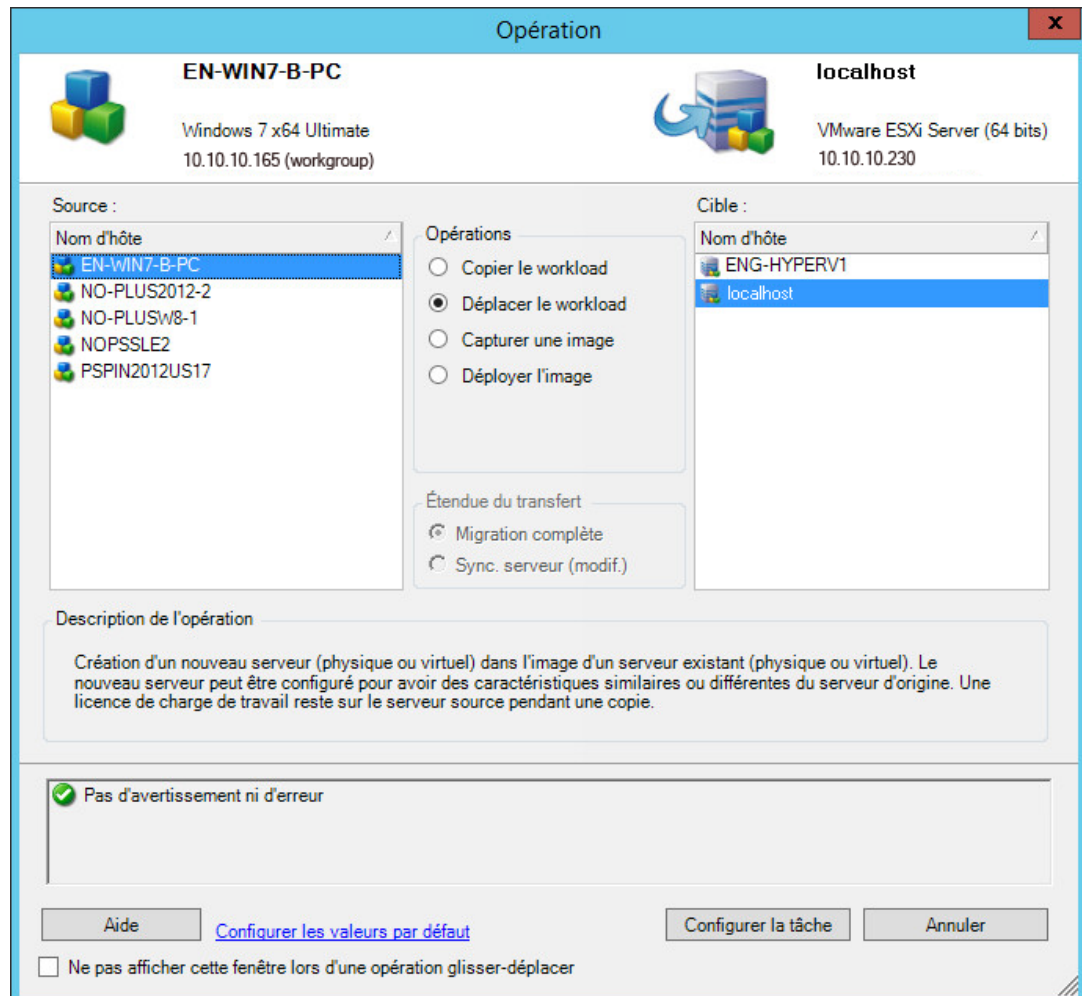 Opération
x
EN-WIN7-B-PC
Windows 7 x64 Ultimate
10.10.10.165 (workgroup)
localhost
VMware ESXi Server (64 bits)
10.10.10.230
Source :
Nom d'hôte
EN-WIN7-B-PC
NO-PLUS2012-2
NO-PLUSW8-1
NOPSSLE2
PSPIN2012US17
Opérations
Copier le workload
Déplacer le workload
Capturer une image
Déployer l'image
Étendue du transfert
Migration complète
Sync. serveur (modif.)
Cible :
Nom d'hôte
ENG-HYPERV1
localhost
Description de l'opération
Création d'un nouveau serveur (physique ou virtuel) dans l'image d'un serveur existant (physique ou virtuel). Le
nouveau serveur peut être configuré pour avoir des caractéristiques similaires ou différentes du serveur d'origine. Une
licence de charge de travail reste sur le serveur source pendant une copie.
Pas d'avertissement ni d'erreur
Aide
Configurer les valeurs par défaut
Configurer la tâche
Annuler
Ne pas afficher cette fenêtre lors d'une opération glisser-déplacer